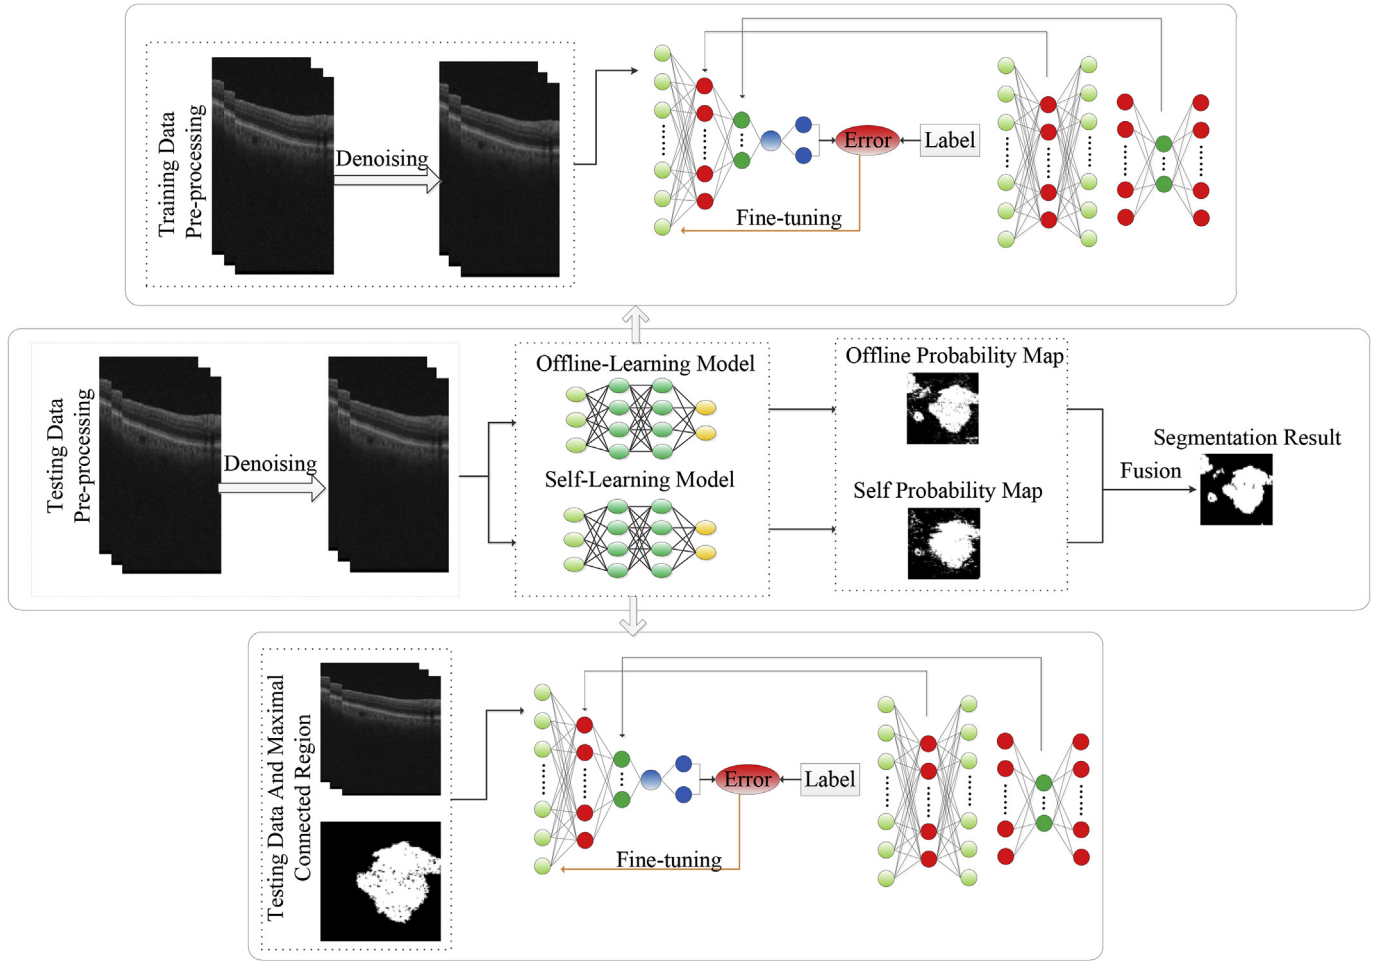 Training Data
Pre-processing
Denoising
Error
Label
Fine-tuning
Testing Data
Pre-processing
Denoising
Offline-Learning Model
Self-Learning Model
Offline Probability Map
Self Probability Map
Fusion
Segmentation Result
Testing Data And Maximal
Connected Region
Error
Label
Fine-tuning